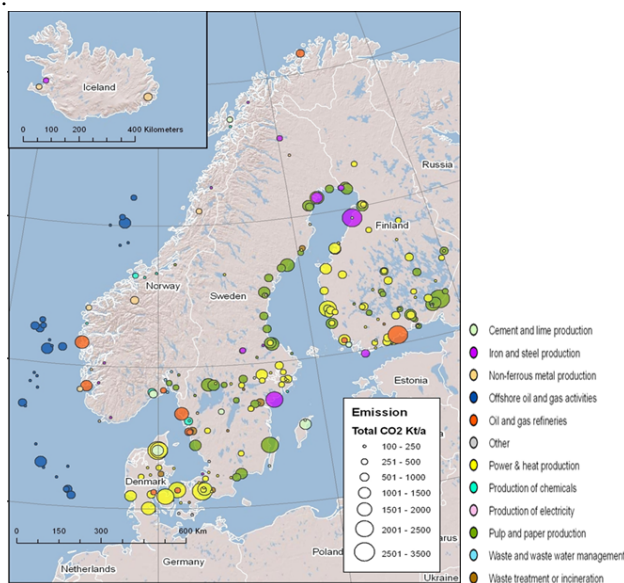 Iceland
0 100 200 400 Kilometers
Russia
Finland
Norway
Sweden
Estonia
Denmark
Poland
Germany
Netherlands
Ukraine
arus
0 150 300 600 Km
Emission
Total CO2 Kt/a
100 - 250
251 - 500
501 - 1000
1001 - 1500
1501 - 2000
2001 - 2500
2501 - 3500
Cement and lime production
Iron and steel production
Non-ferrous metal production
Offshore oil and gas activities
Oil and gas refineries
Other
Power & heat production
Production of chemicals
Production of electricity
Pulp and paper production
Waste and waste water management
Waste treatment or incineration